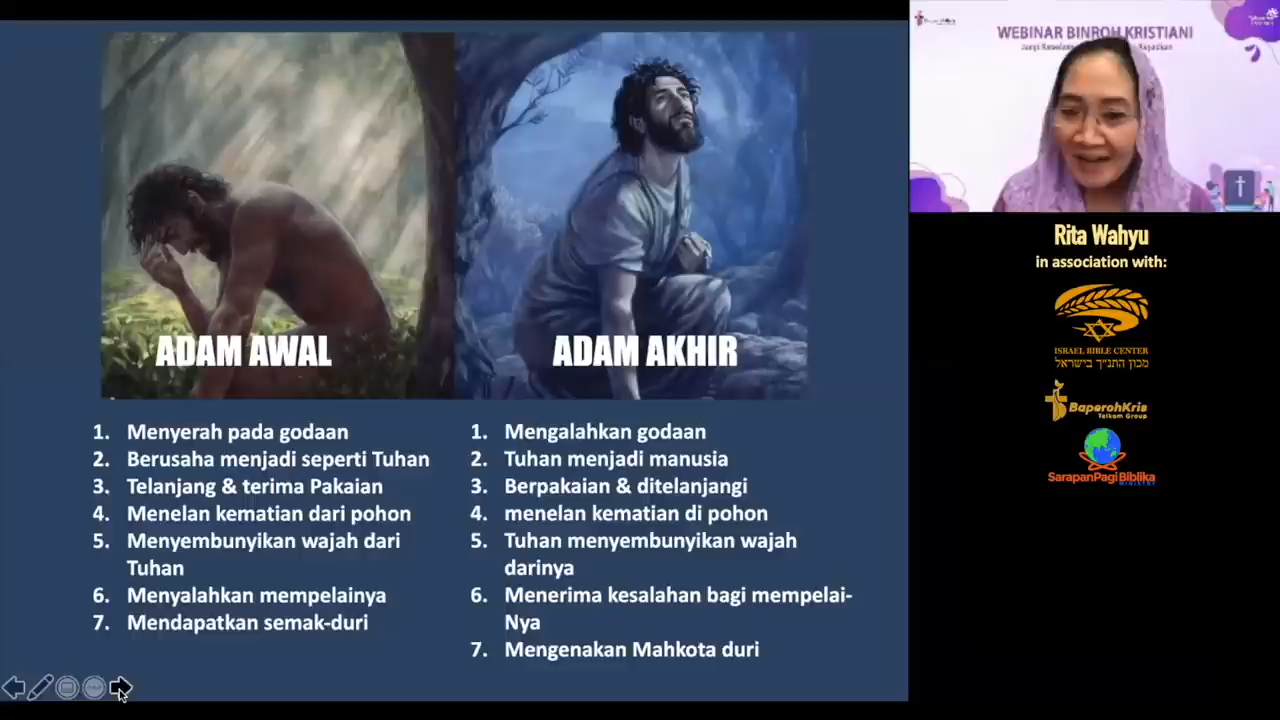 ADAM AWAL
ADAM AKHIR
1. Menyerah pada godaan
2. Berusaha menjadi seperti Tuhan
3. Telanjang & terima Pakaian
4. Menelan kematian dari pohon
5. Menyembunyikan wajah dari
Tuhan
6. Menyalahkan mempelainya
7. Mendapatkan semak-duri
1. Mengalahkan godaan
2. Tuhan menjadi manusia
3. Berpakaian & ditelanjangi
4. menelan kematian di pohon
5. Tuhan menyembunyikan wajah
darinya
6. Menerima kesalahan bagi mempelai-
Nya
7. Mengenakan Mahkota duri
WEBINAR BINROH KRISTIANI
Rita Wahyu
in association with:
ISRAEL BIBLE CENTER
מכון התנ״ך בישראל
BaperohKris
Telkom Group
SarapanPagiBiblika
MINISTRY